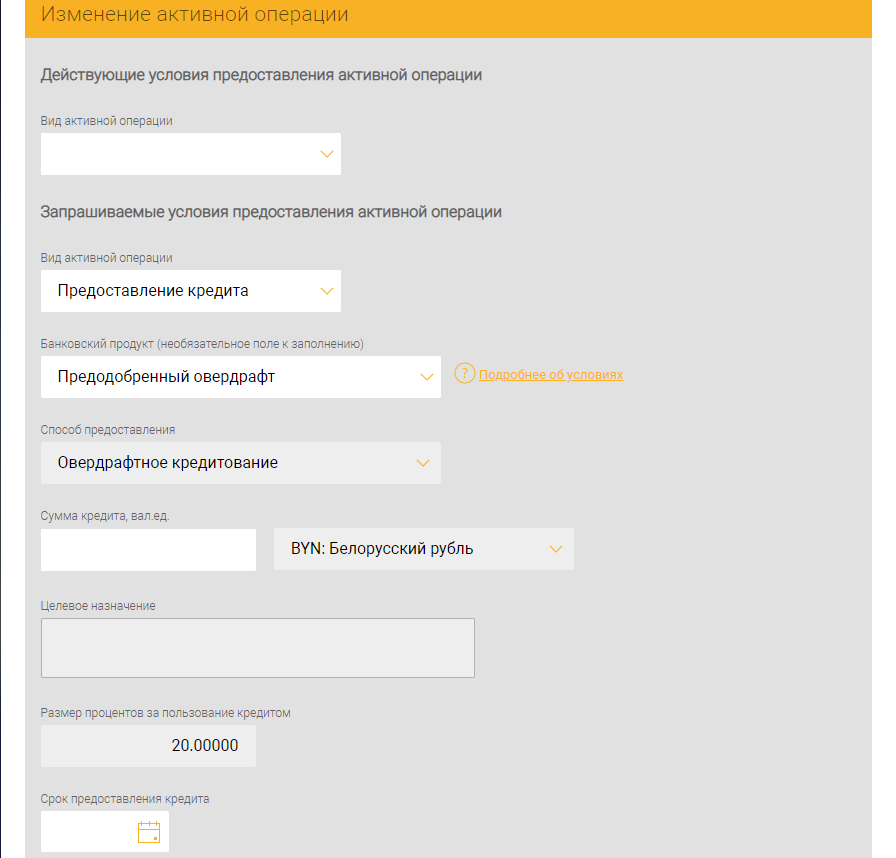 Изменение активной операции
Действующие условия предоставления активной операции
Вид активной операции
Запрашиваемые условия предоставления активной операции
Вид активной операции
Предоставление кредита
Банковский продукт (необязательное поле к заполнению)
Предодобренный овердрафт
? Подробнее об условиях
Способ предоставления
Овердрафтное кредитование
Сумма кредита, вал.ед.
BYN: Белорусский рубль
Целевое назначение
Размер процентов за пользование кредитом
20.00000
Срок предоставления кредита